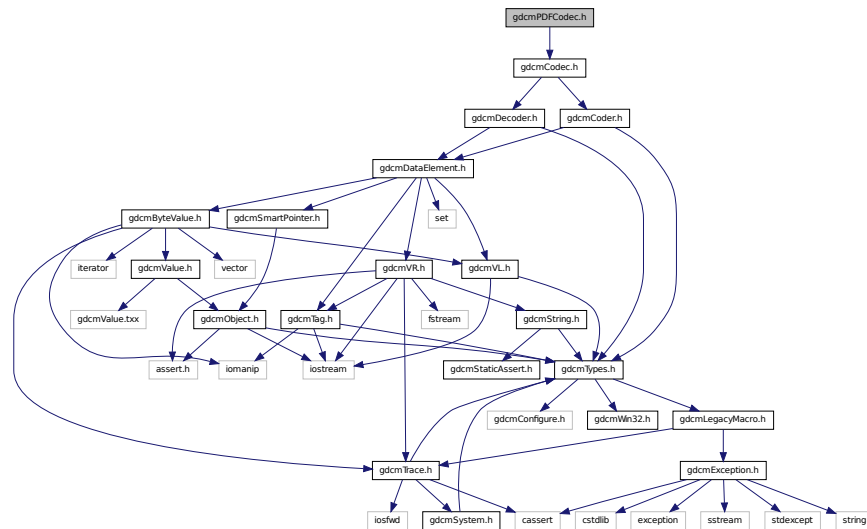 gdcmPDFCodec.h
gdcmCodec.h
gdcmDecoder.h
gdcmCoder.h
gdcmDataElement.h
gdcmByteValue.h
gdcmSmartPointer.h
set
iterator
gdcmValue.h
vector
gdcmVR.h
gdcmVL.h
gdcmValue.txx
gdcmObject.h
gdcmTag.h
fstream
gdcmString.h
assert.h
iomanip
iostream
gdcmStaticAssert.h
gdcmTypes.h
gdcmConfigure.h
gdcmWin32.h
gdcmLegacyMacro.h
gdcmTrace.h
gdcmException.h
iosfwd
gdcmSystem.h
cassert
cstdlib
exception
sstream
stdexcept
string